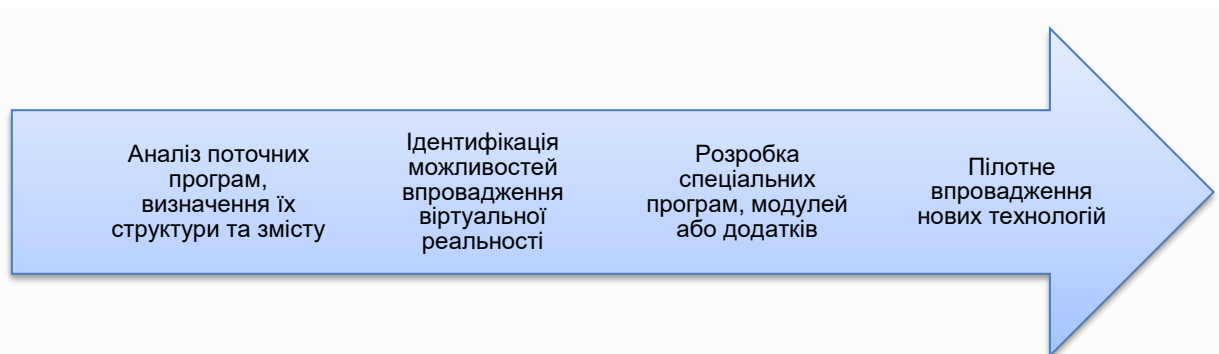 Аналіз поточних
програм,
визначення їх
структури та змісту
Ідентифікація
можливостей
впровадження
віртуальної
реальності
Розробка
спеціальних
програм, модулей
або додатків
Пілотне
впровадження
нових технологій